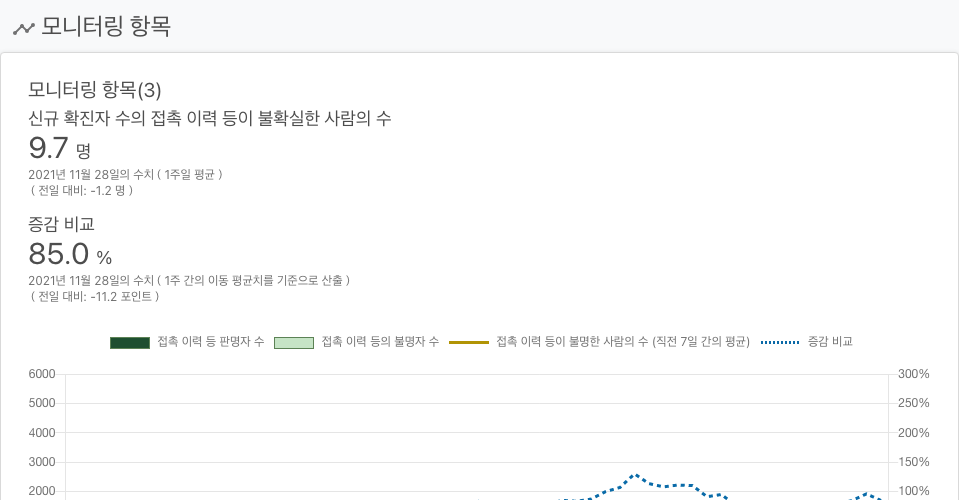 모니터링 항목
모니터링 항목(3)
신규 확진자 수의 접촉 이력 등이 불확실한 사람의 수
9.7 명
2021년 11월 28일의 수치 ( 1주일 평균 )
( 전일 대비: -1.2 명 )
증감 비교
85.0 %
2021년 11월 28일의 수치 ( 1주 간의 이동 평균치를 기준으로 산출 )
( 전일 대비: -11.2 포인트 )
접촉 이력 등 판명자 수 접촉 이력 등의 불명자 수 접촉 이력 등이 불명한 사람의 수 (직전 7일 간의 평균) 증감 비교
6000 300%
5000 250%
4000 200%
3000 150%
2000 100%